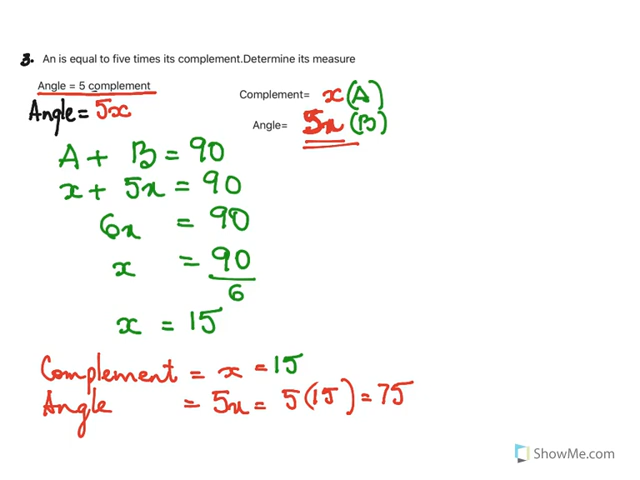 3. An is equal to five times its complement.Determine its measure
Angle = 5 complement
Complement= x (A)
Angle = 5x
Angle= 5x (B)
A + B = 90
x + 5x = 90
6x = 90
x = 90
6
x = 15
Complement = x = 15
Angle = 5x = 5(15) = 75
ShowMe.com